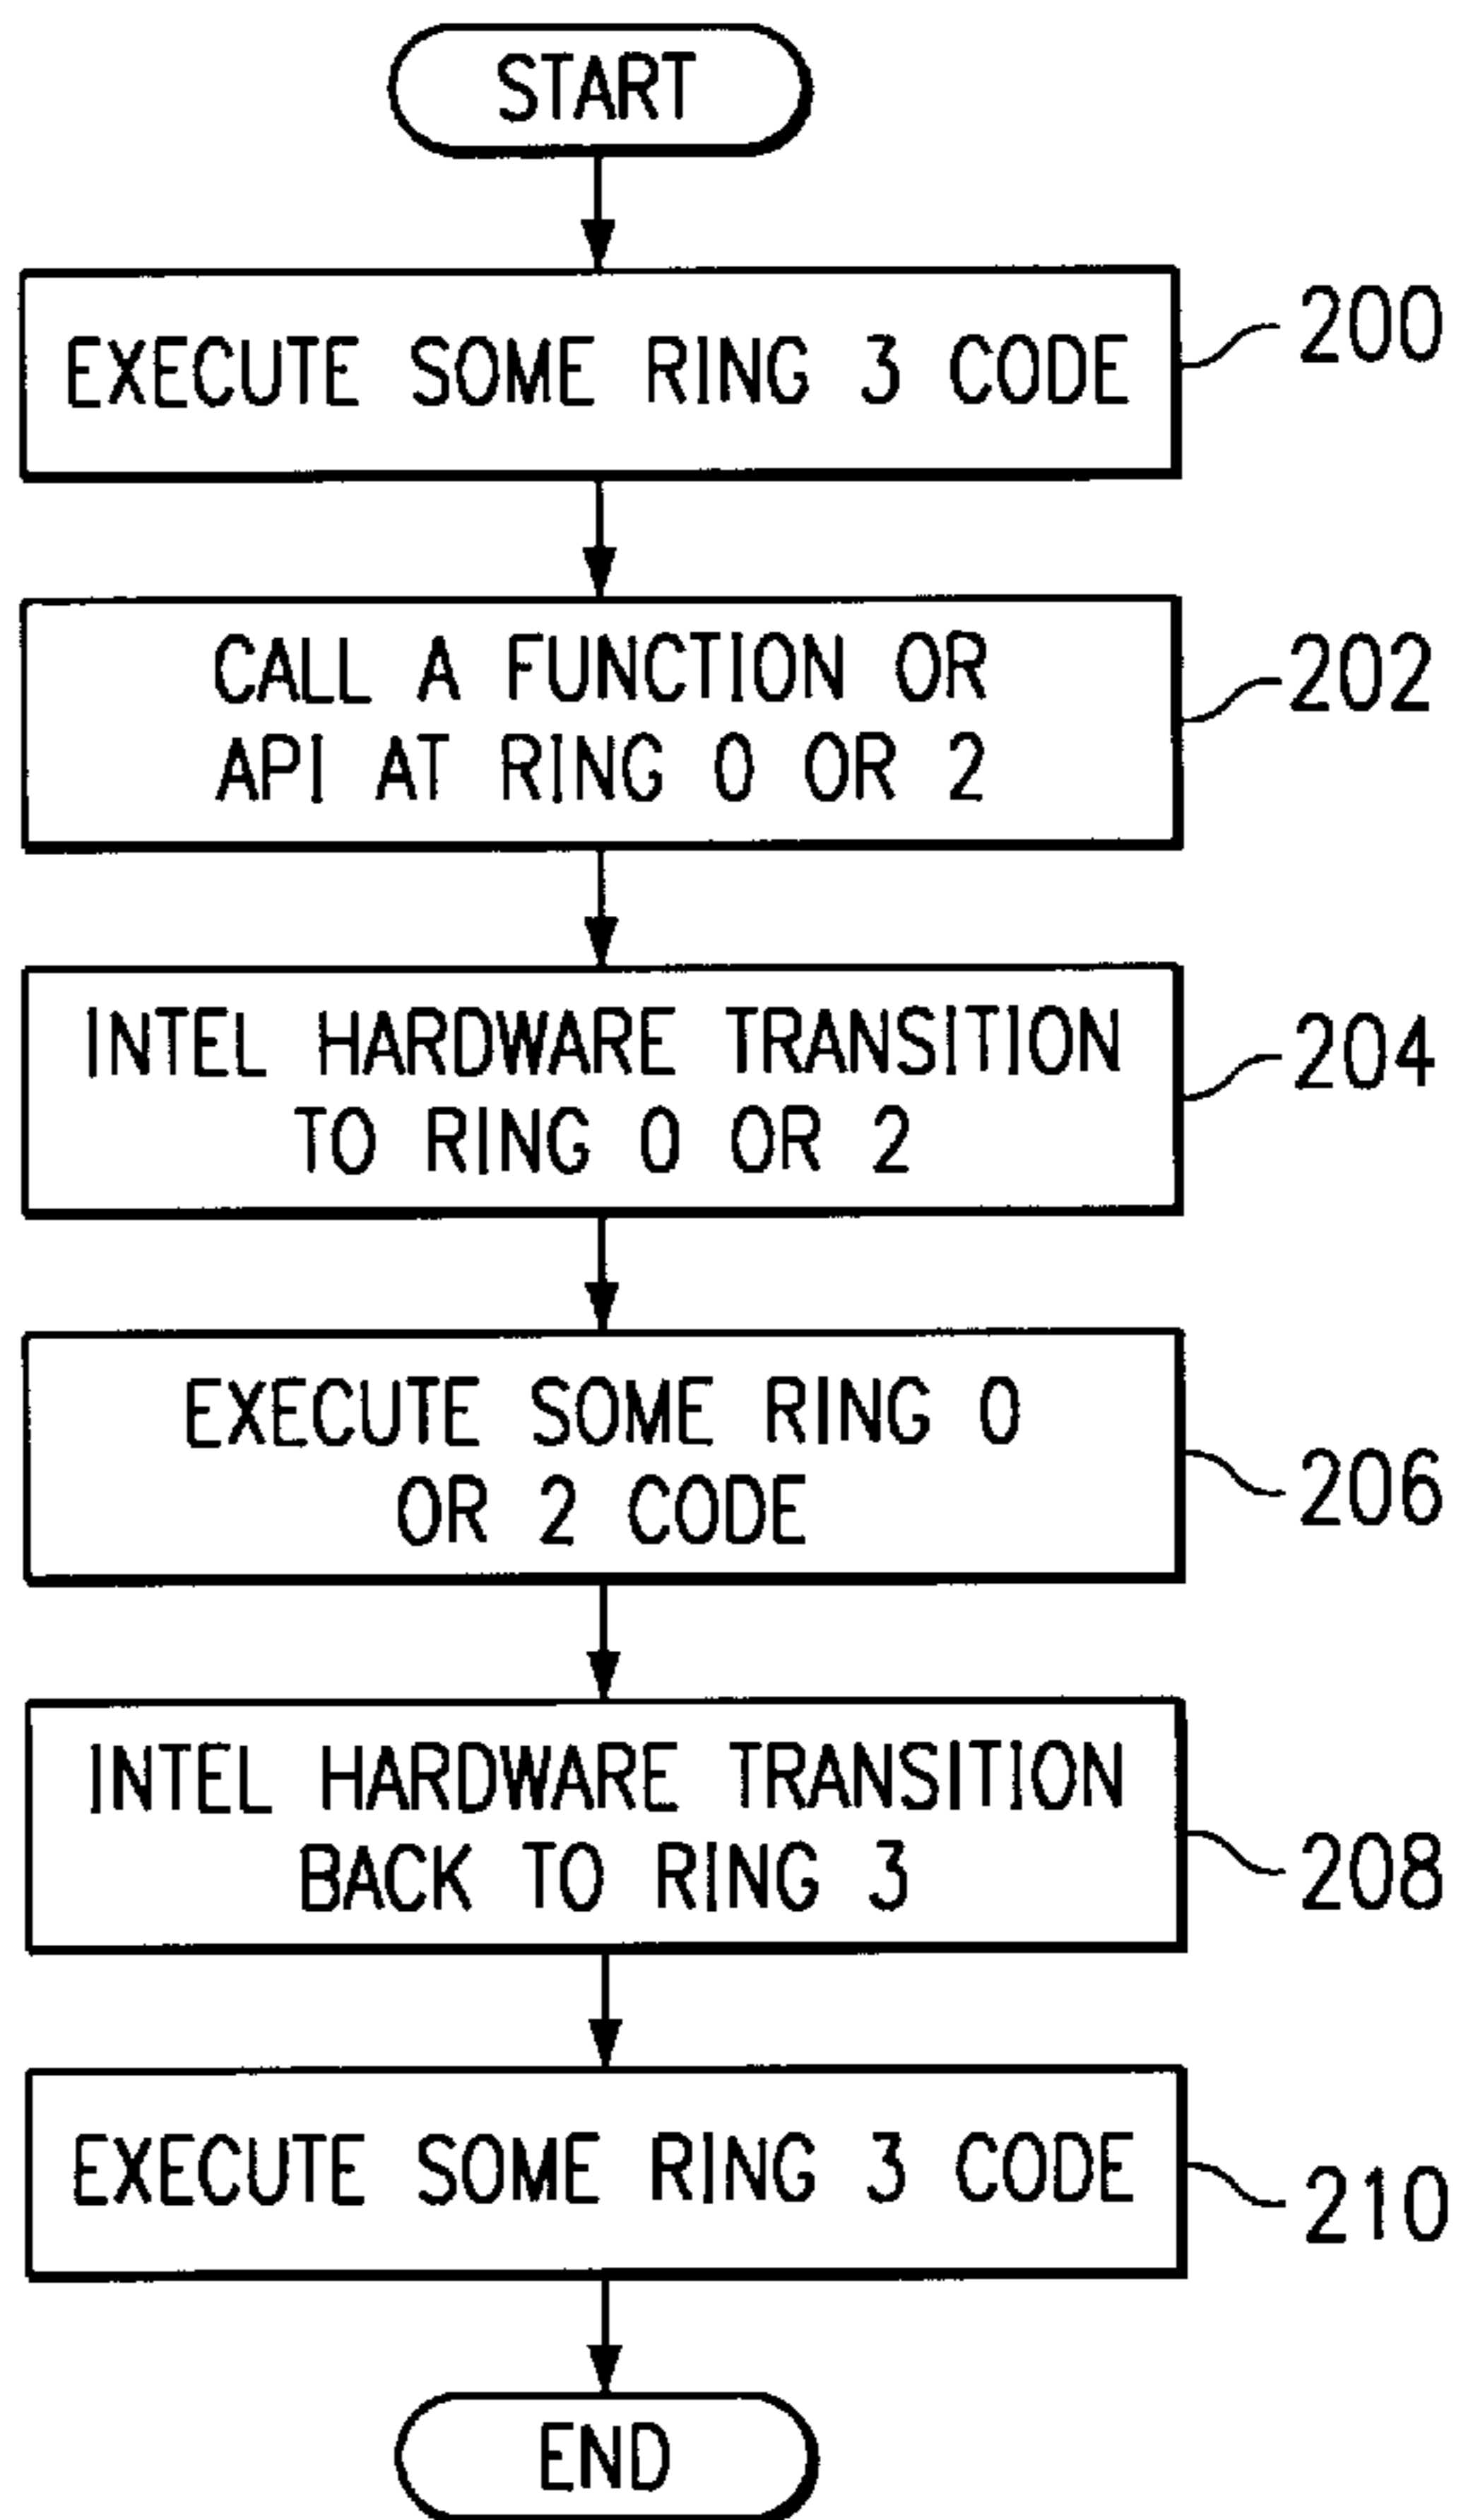 START
EXECUTE SOME RING 3 CODE
200
CALL A FUNCTION OR
API AT RING 0 OR 2
202
INTEL HARDWARE TRANSITION
TO RING 0 OR 2
204
EXECUTE SOME RING 0
OR 2 CODE
206
INTEL HARDWARE TRANSITION
BACK TO RING 3
208
EXECUTE SOME RING 3 CODE
210
END